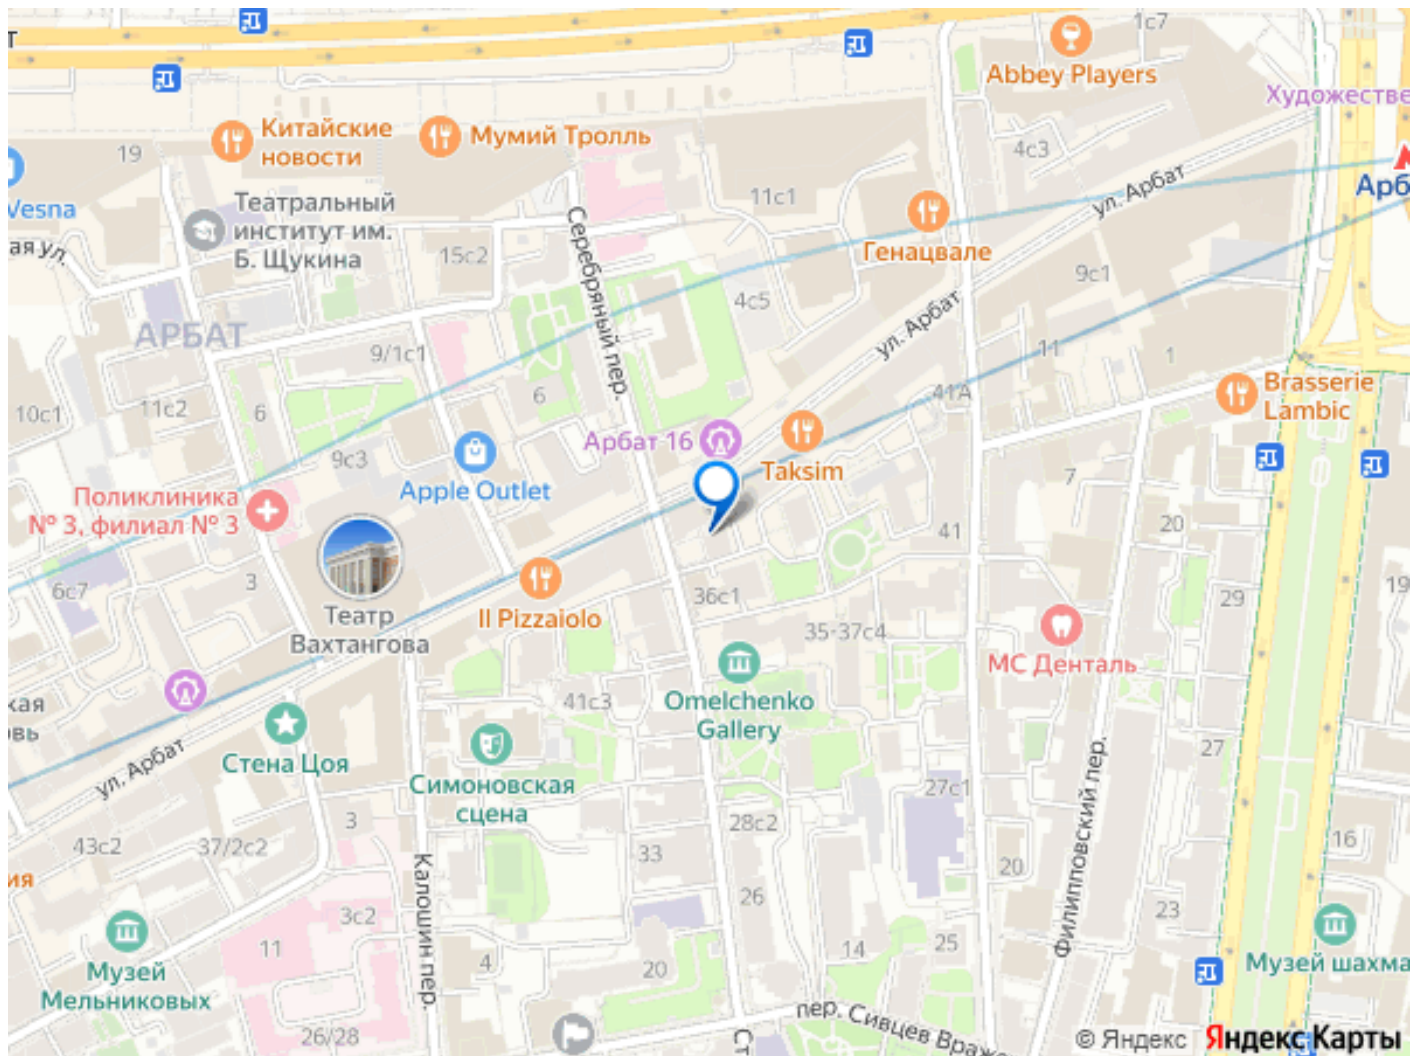 1с7
т
Abbey Players
Художестве
Китайские
новости
Мумий Тролль
19
4с3
ул. Арбат
Арб
Vesna
Театральный
институт им.
Б. Щукина
11с1
Серебряный пер.
Генацвале
ая ул.
15с2
9с1
4с5
АРБАТ
ул. Арбат
9/1с1
11
1
6
41А
Brasserie
Lambic
10с1
11с2
6
Арбат 16
Taksim
9с3
Apple Outlet
7
Поликлиника
№ 3, филиал № 3
20
41
6с7
3
19
36с1
29
Театр
Вахтангова
Il Pizzaiolo
35-37с4
МС Денталь
кая
вь
41с3
Omelchenko
Gallery
Стена Цоя
ул. Арбат
27
Симоновская
сцена
27с1
Филипповский пер.
28с2
3
16
43с2
37/2с2
33
20
ия
Калошин пер.
26
23
3с2
Музей
Мельниковых
11
4
20
14
25
Музей шахма
26/28
пер. Сивцев Враже
Ст
© Яндекс Яндекс Карты